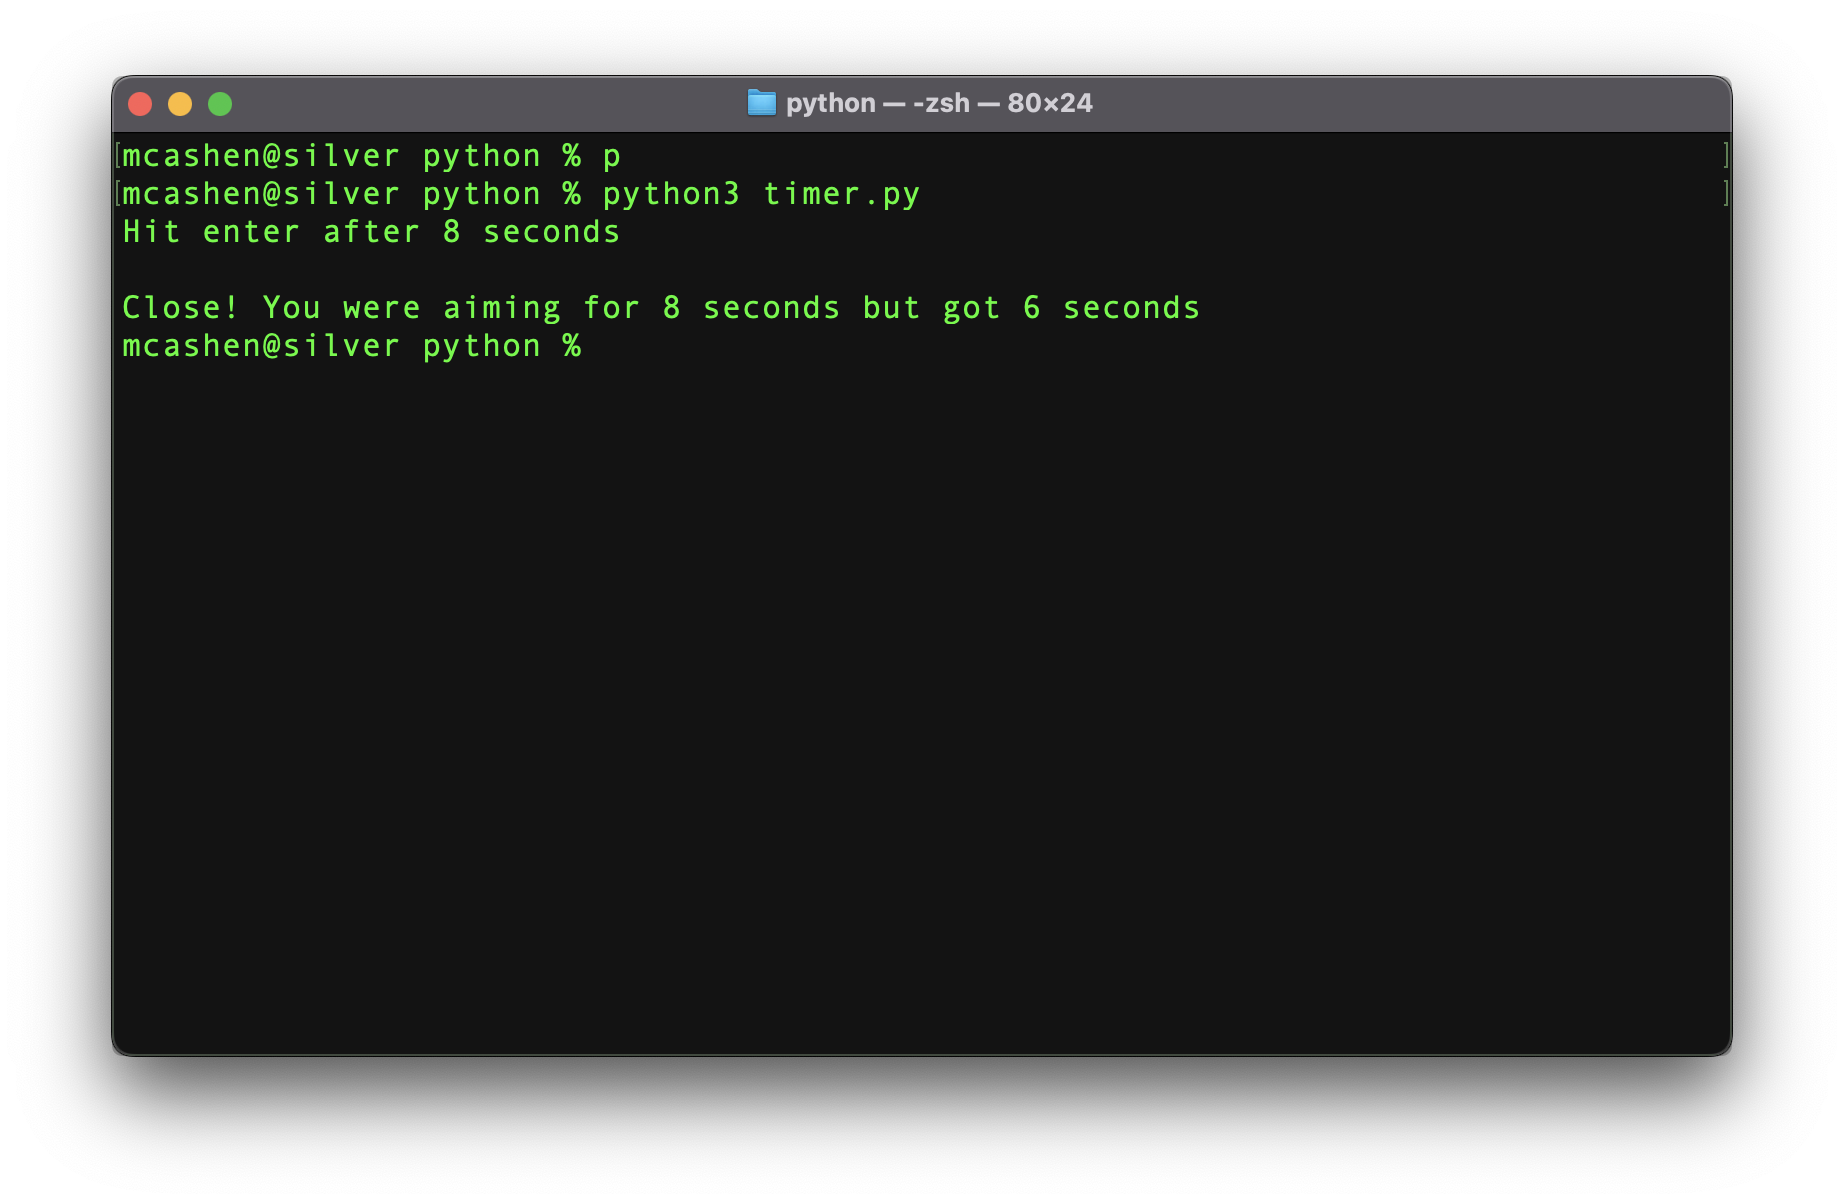 python — -zsh — 80×24
mcashen@silver python % p
mcashen@silver python % python3 timer.py
Hit enter after 8 seconds
Close! You were aiming for 8 seconds but got 6 seconds
mcashen@silver python %